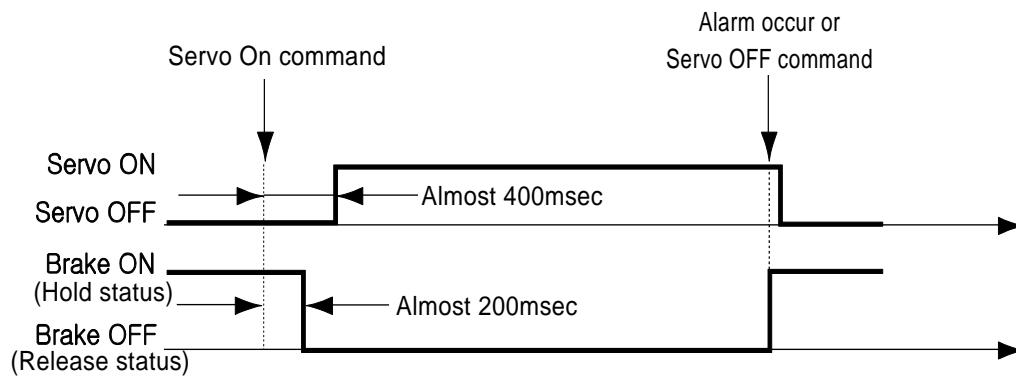 Alarm occur or
Servo OFF command
Servo On command
Servo ON
Almost 400msec
Servo OFF
Brake ON
(Hold status)
Almost 200msec
Brake OFF
(Release status)